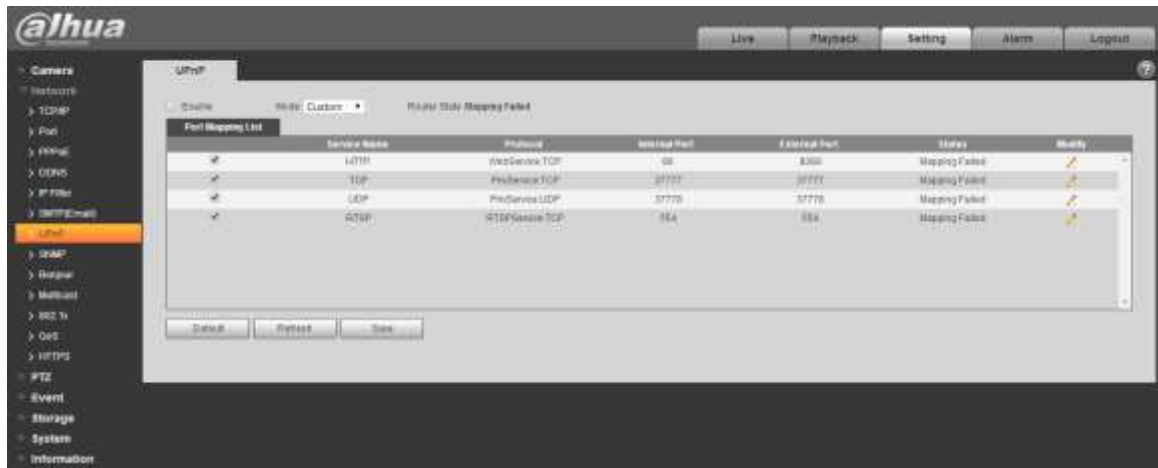 alhua
Live Playback Setting Alarm Logout
Camera
Network
TCP/IP
Port
PPPoE
DDNS
IP Filter
SMTP(Email)
UPnP
SNMP
Bonjour
Multicast
802.1x
QoS
HTTPS
PTZ
Event
Storage
System
Information
UPnP
Enable Mode Custom Router State Mapping Failed
Port Mapping List
Service Name Protocol Internal Port External Port Status Modify
HTTP WebService:TCP 80 Mapping Failed
TCP PrivService:TCP 37777 37777 Mapping Failed
UDP PrivService:UDP 37778 37778 Mapping Failed
RTSP RTSPService:TCP 554 554 Mapping Failed
Default Refresh Save